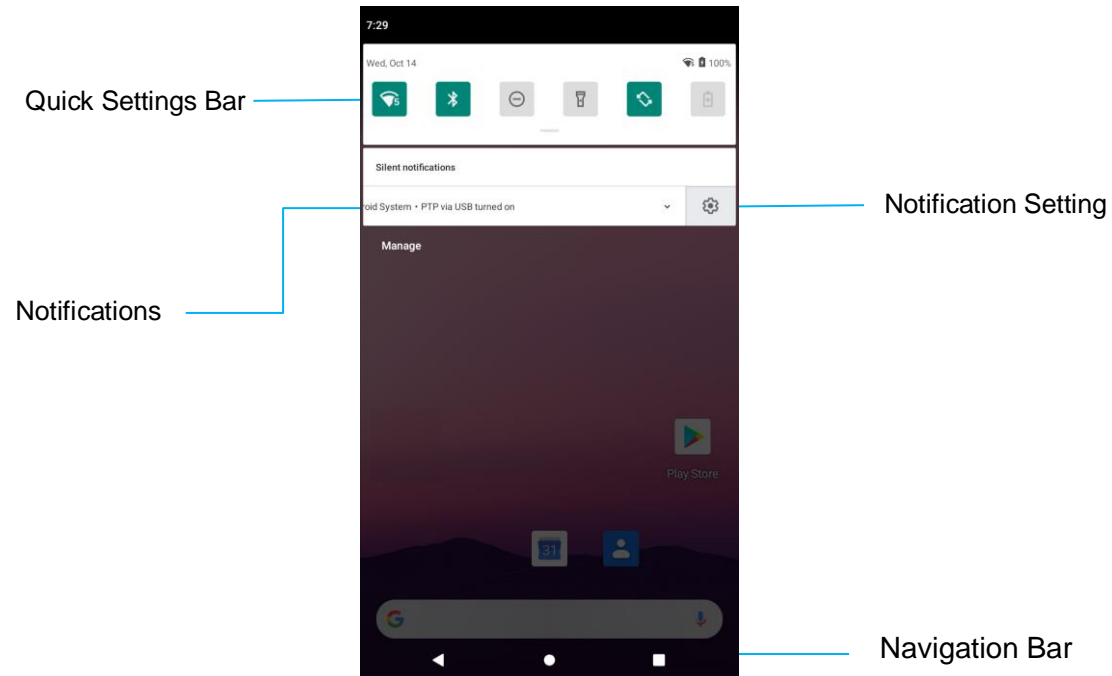 7:29
Wed, Oct 14
100%
5
Quick Settings Bar
Silent notifications
roid System • PTP via USB turned on
Notification Setting
Manage
Notifications
Play Store
31
G
Navigation Bar